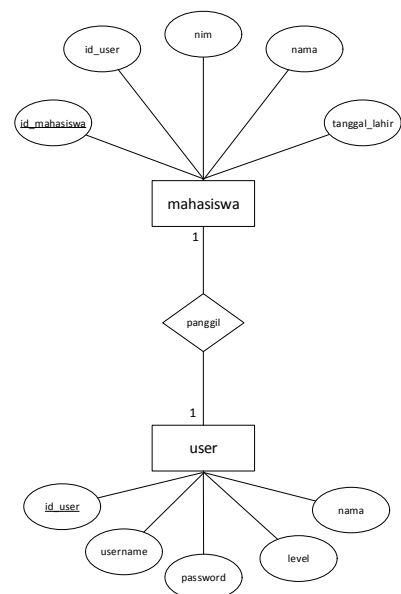 nim
id_user
nama
id_mahasiswa
tanggal_lahir
mahasiswa
1
panggil
1
user
id_user
nama
username
level
password